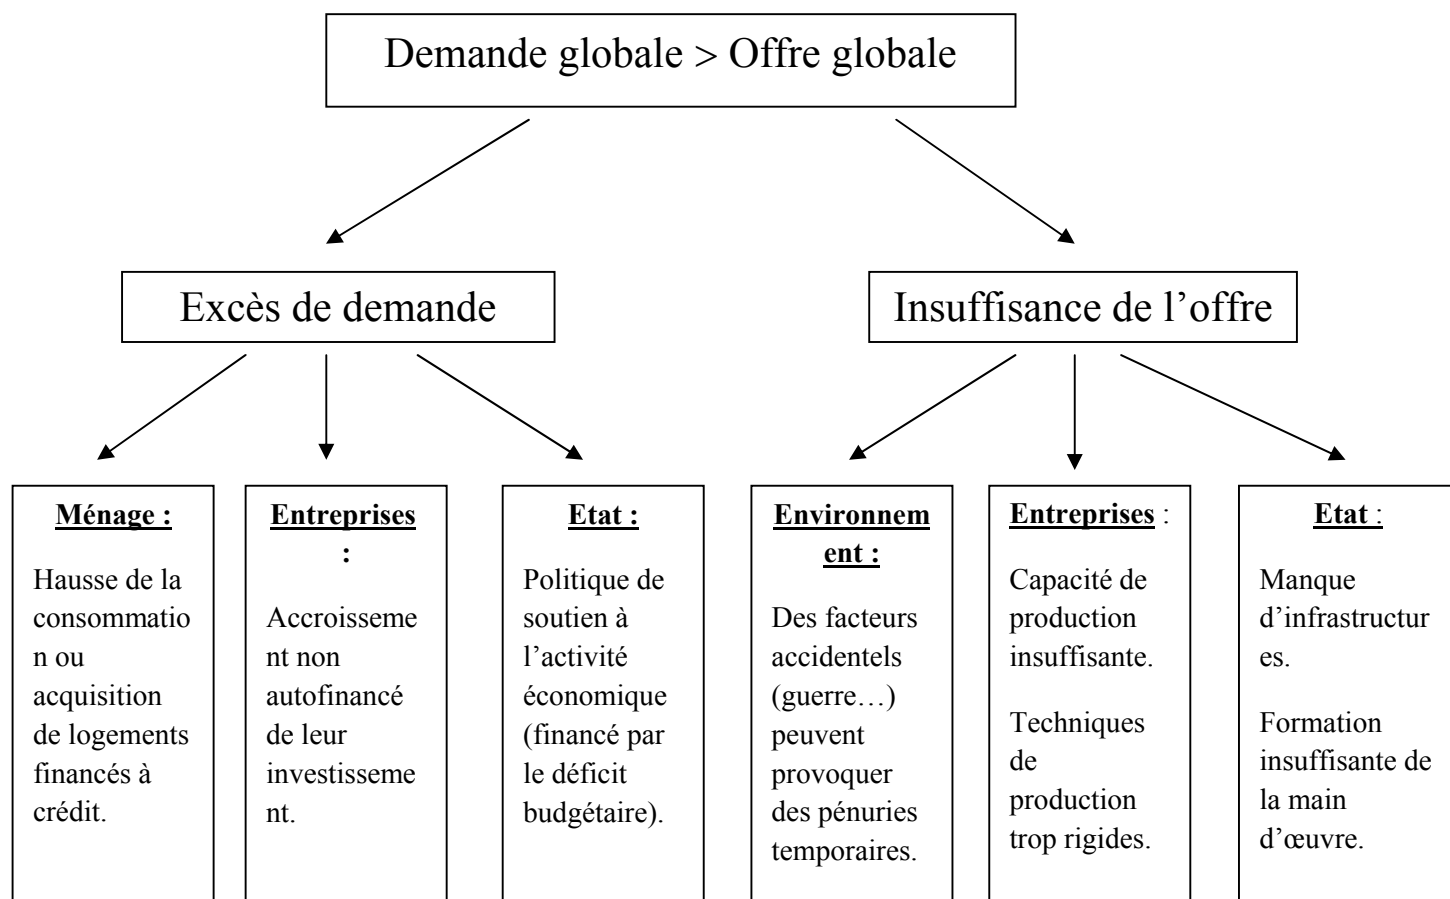 Demande globale > Offre globale
Excès de demande
Insuffisance de l’offre
Ménage :
Hausse de la
consommatio
n ou
acquisition
de logements
financés à
crédit.
Entreprises
:
Accroisseme
nt non
autofinancé
de leur
investisseme
nt.
Etat :
Politique de
soutien à
l’activité
économique
(financé par
le déficit
budgétaire).
Environnem
ent :
Des facteurs
accidentels
(guerre…)
peuvent
provoquer
des pénuries
temporaires.
Entreprises :
Capacité de
production
insuffisante.
Techniques
de
production
trop rigides.
Etat :
Manque
d’infrastructur
es.
Formation
insuffisante de
la main
d’œuvre.